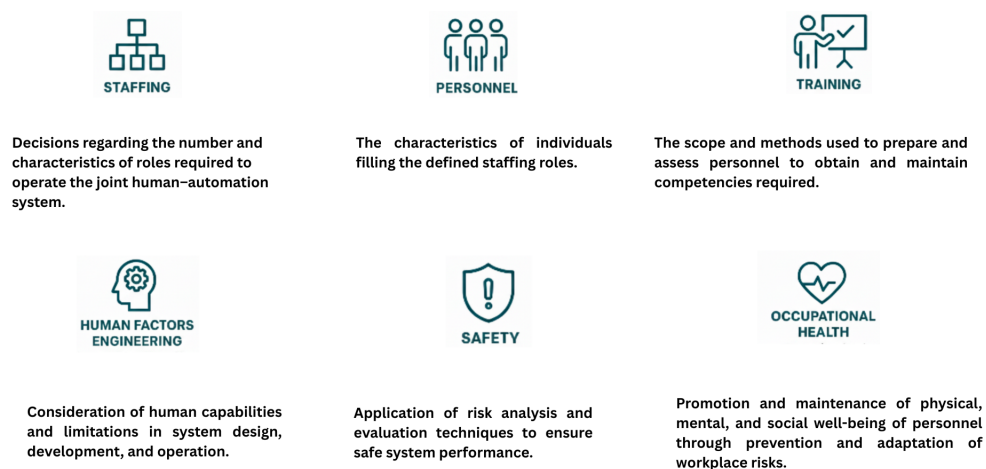 STAFFING
Decisions regarding the number and
characteristics of roles required to
operate the joint human–automation
system.
PERSONNEL
The characteristics of individuals
filling the defined staffing roles.
TRAINING
The scope and methods used to prepare and
assess personnel to obtain and maintain
competencies required.
HUMAN FACTORS
ENGINEERING
Consideration of human capabilities
and limitations in system design,
development, and operation.
SAFETY
Application of risk analysis and
evaluation techniques to ensure
safe system performance.
OCCUPATIONAL
HEALTH
Promotion and maintenance of physical,
mental, and social well-being of personnel
through prevention and adaptation of
workplace risks.